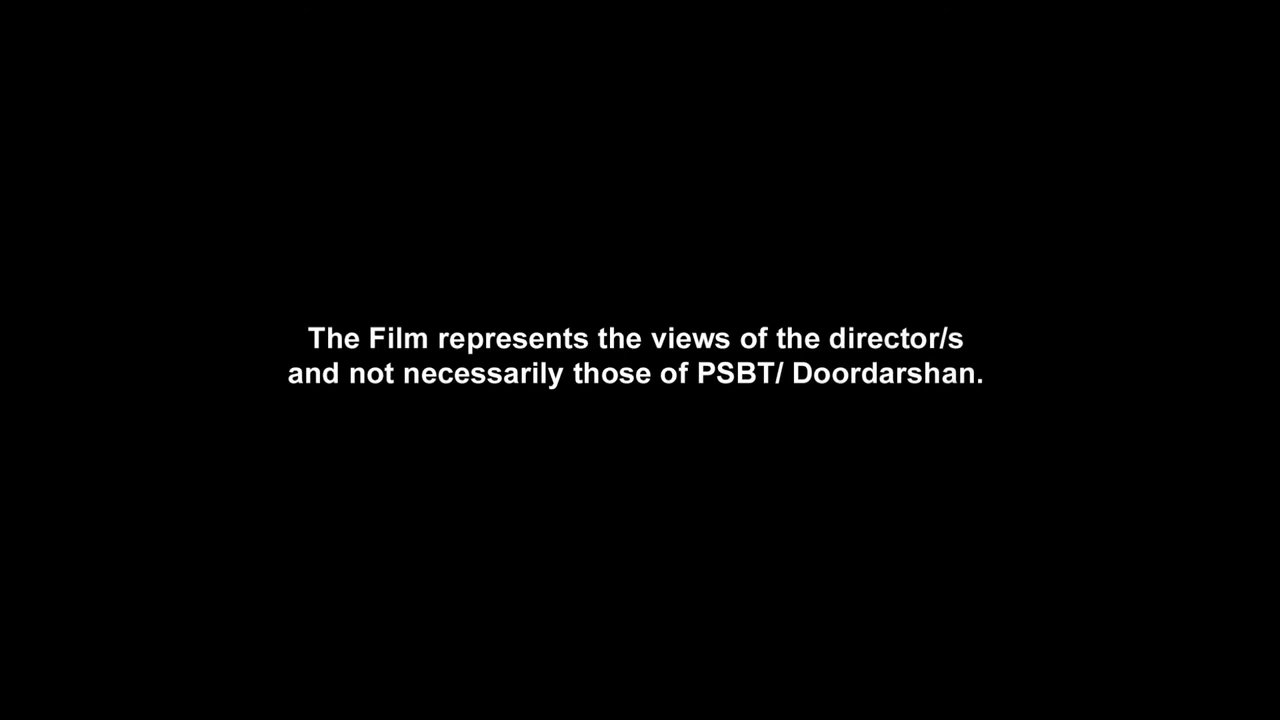 The Film represents the views of the director/s
and not necessarily those of PSBT/ Doordarshan.